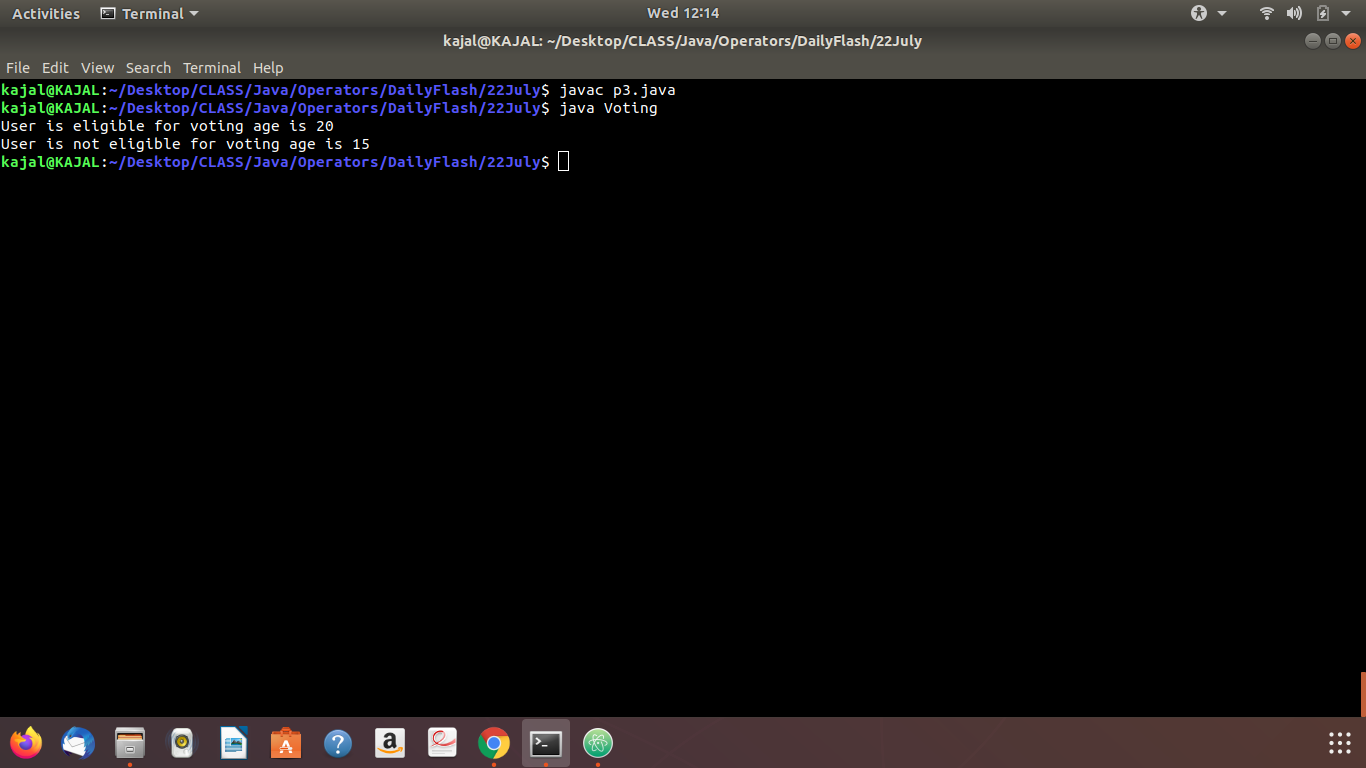 Activities Terminal Wed 12:14
kajal@KAJAL: ~/Desktop/CLASS/Java/Operators/DailyFlash/22July
File Edit View Search Terminal Help
kajal@KAJAL:~/Desktop/CLASS/Java/Operators/DailyFlash/22July$ javac p3.java
kajal@KAJAL:~/Desktop/CLASS/Java/Operators/DailyFlash/22July$ java Voting
User is eligible for voting age is 20
User is not eligible for voting age is 15
kajal@KAJAL:~/Desktop/CLASS/Java/Operators/DailyFlash/22July$